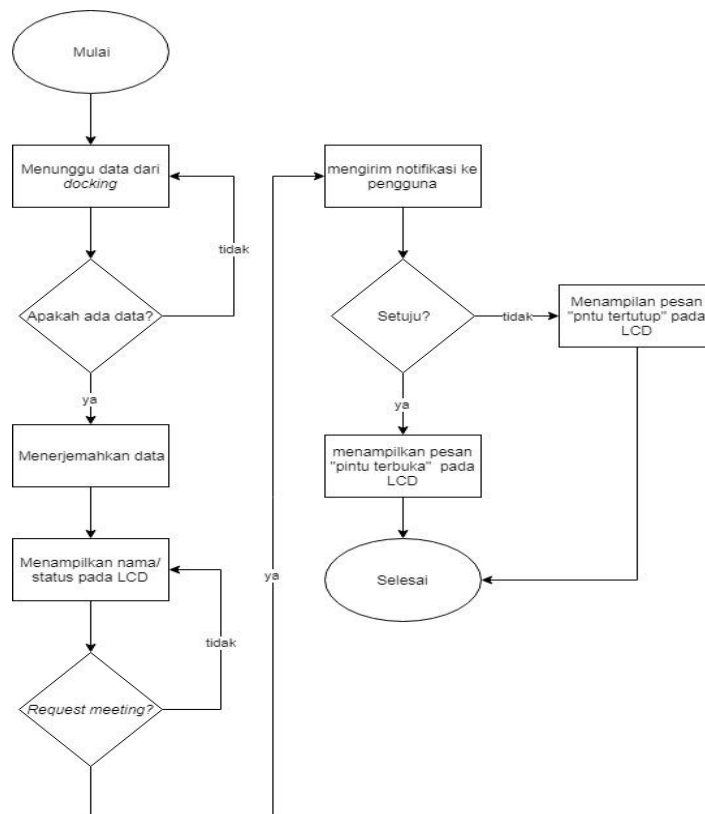 Mulai
Menunggu data dari
docking
tidak
Apakah ada data?
ya
Menerjemahkan data
Menampilkan nama/
status pada LCD
tidak
Request meeting?
ya
mengirim notifikasi ke
pengguna
Setuju?
tidak
Menampilan pesan
"pntu tertutup" pada
LCD
ya
menampilkan pesan
"pintu terbuka" pada
LCD
Selesai